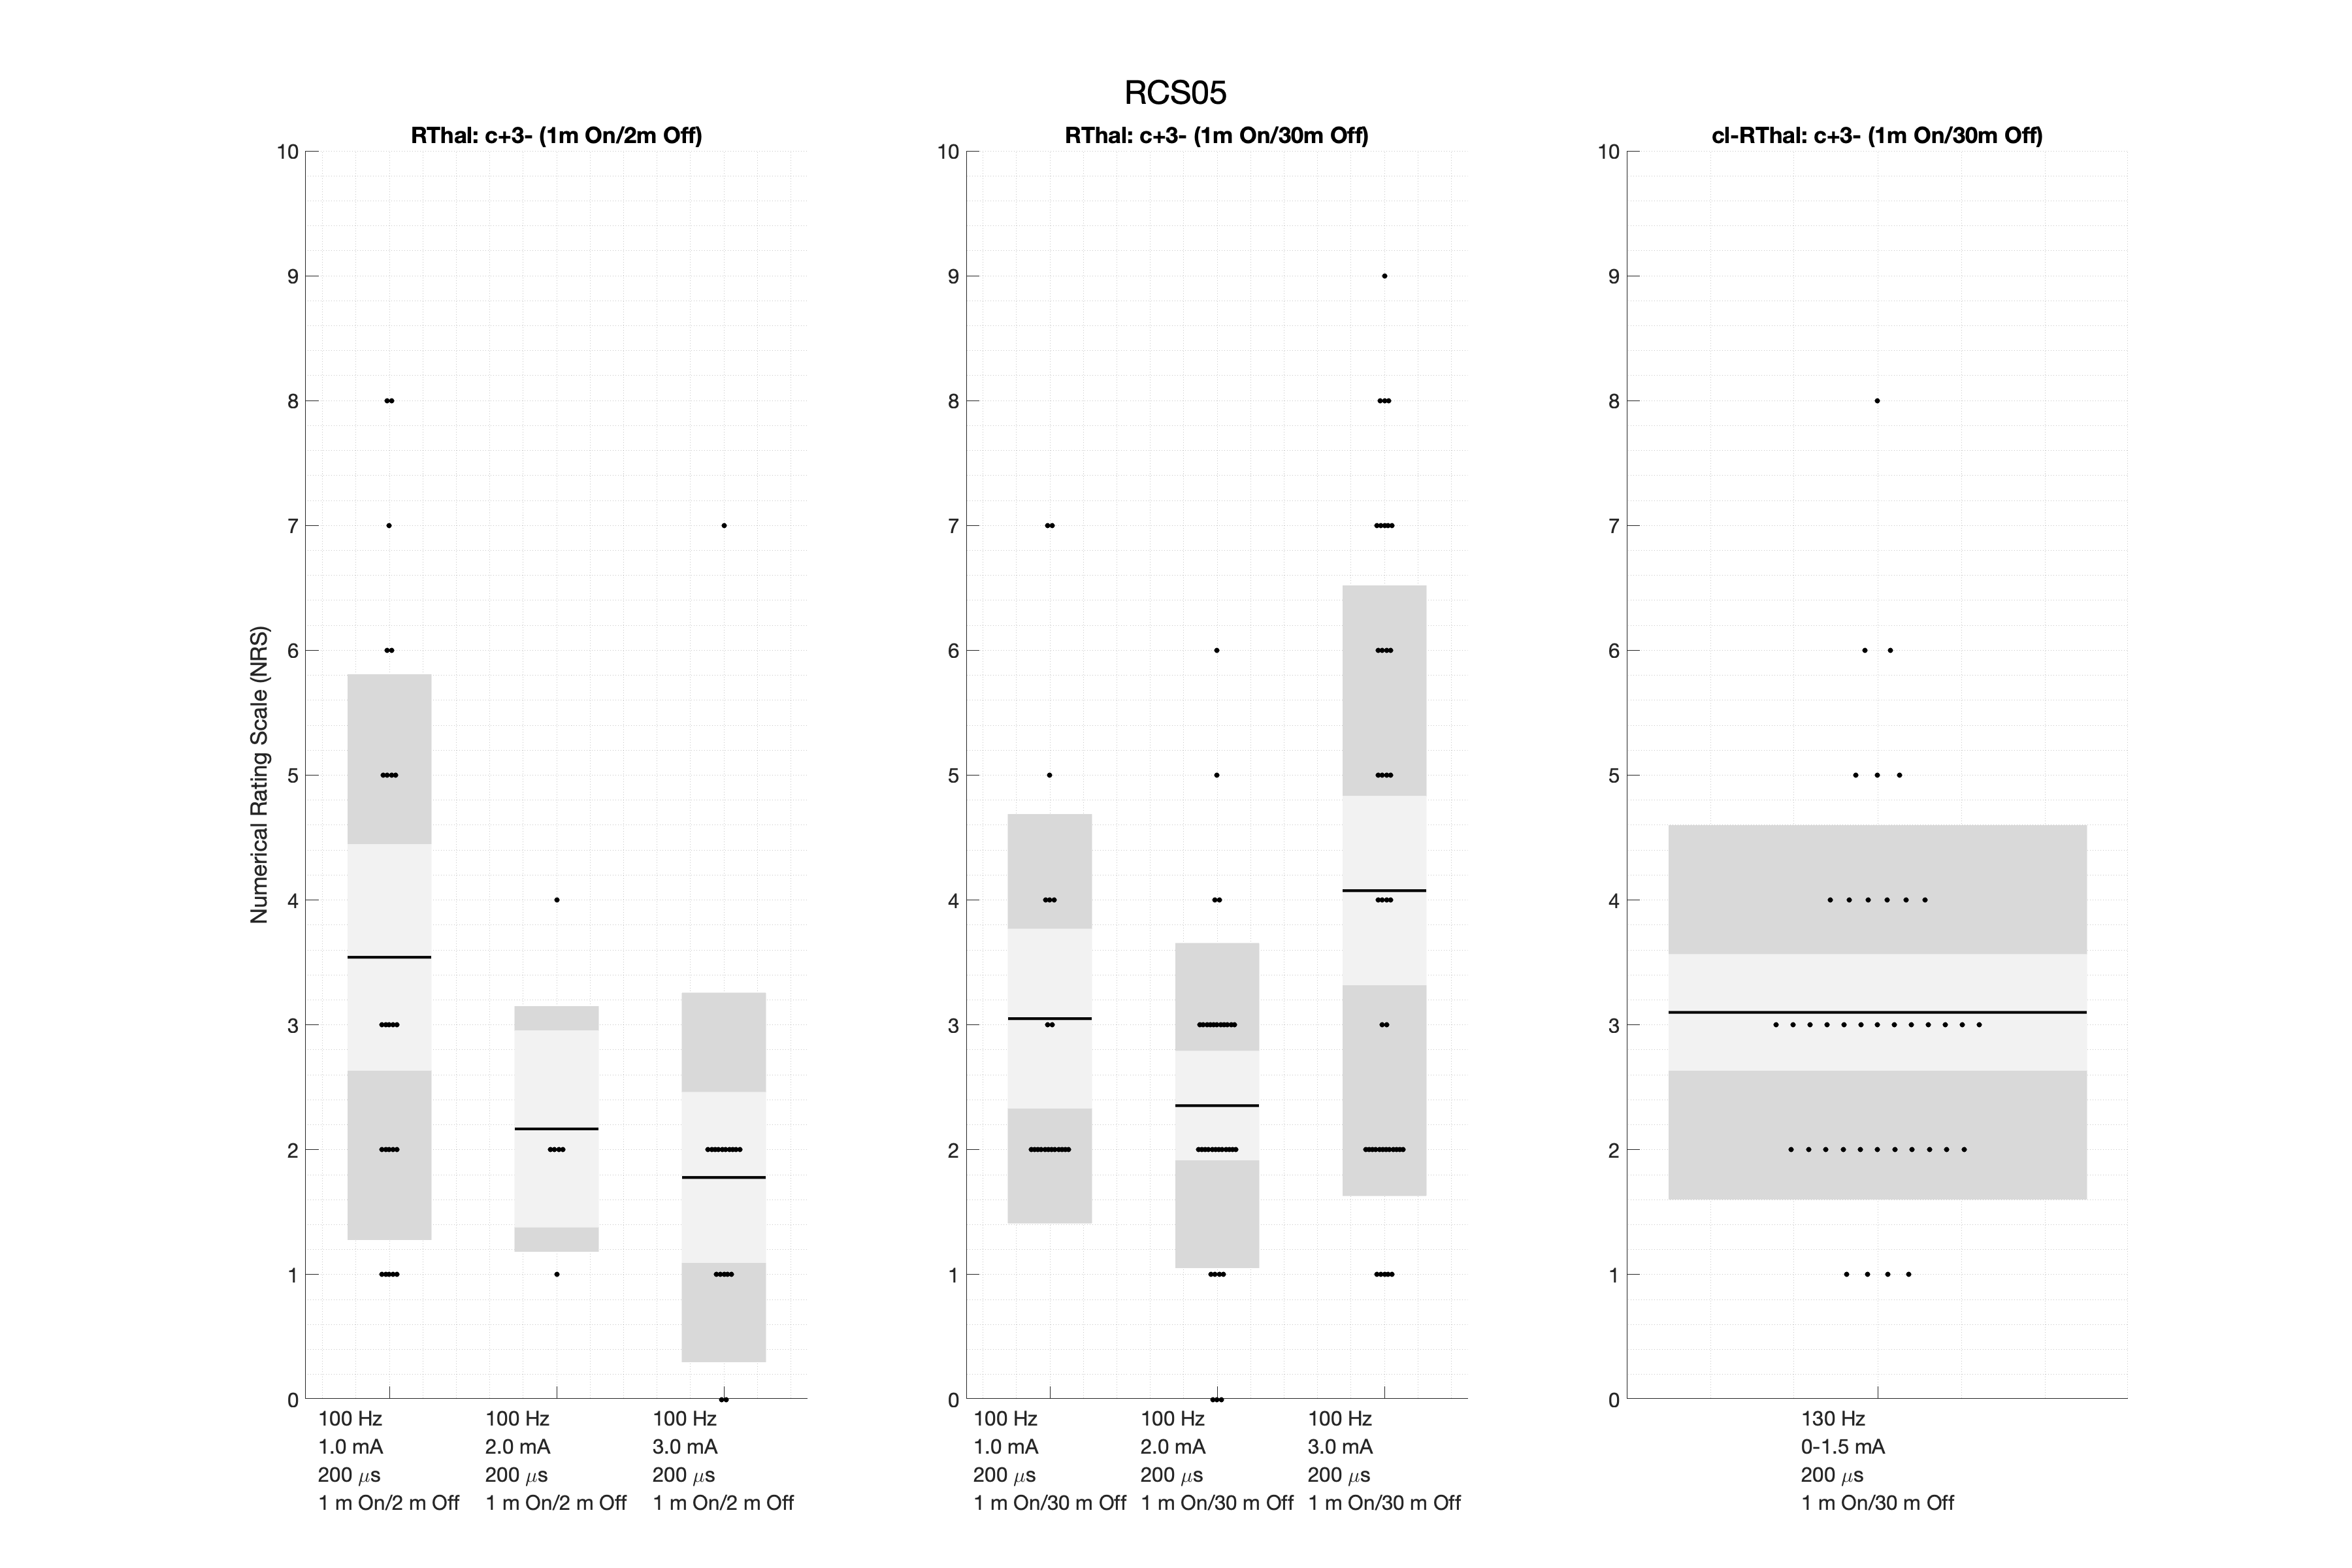 RCS05
RThal: c+3- (1m On/2m Off)
RThal: c+3- (1m On/30m Off)
cl-RThal: c+3- (1m On/30m Off)
Numerical Rating Scale (NRS)
10
9
8
7
6
5
4
3
2
1
0
100 Hz
1.0 mA
200 μs
1 m On/2 m Off
100 Hz
2.0 mA
200 μs
1 m On/2 m Off
100 Hz
3.0 mA
200 μs
1 m On/2 m Off
10
9
8
7
6
5
4
3
2
1
0
100 Hz
1.0 mA
200 μs
1 m On/30 m Off
100 Hz
2.0 mA
200 μs
1 m On/30 m Off
100 Hz
3.0 mA
200 μs
1 m On/30 m Off
10
9
8
7
6
5
4
3
2
1
0
130 Hz
0-1.5 mA
200 μs
1 m On/30 m Off